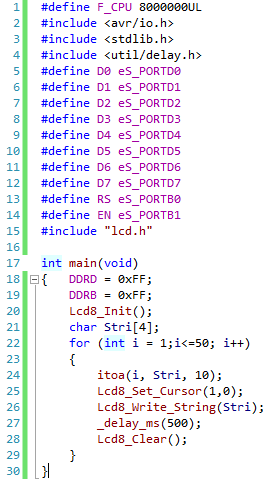 1 #define F_CPU 8000000UL
2 #include <avr/io.h>
3 #include <stdlib.h>
4 #include <util/delay.h>
5 #define D0 eS_PORTD0
6 #define D1 eS_PORTD1
7 #define D2 eS_PORTD2
8 #define D3 eS_PORTD3
9 #define D4 eS_PORTD4
10 #define D5 eS_PORTD5
11 #define D6 eS_PORTD6
12 #define D7 eS_PORTD7
13 #define RS eS_PORTB0
14 #define EN eS_PORTB1
15 #include "lcd.h"
16
17 int main(void)
18 { DDRD = 0xFF;
19 DDRB = 0xFF;
20 Lcd8_Init();
21 char Stri[4];
22 for (int i = 1;i<=50; i++)
23 {
24 itoa(i, Stri, 10);
25 Lcd8_Set_Cursor(1,0);
26 Lcd8_Write_String(Stri);
27 _delay_ms(500);
28 Lcd8_Clear();
29 }
30 }